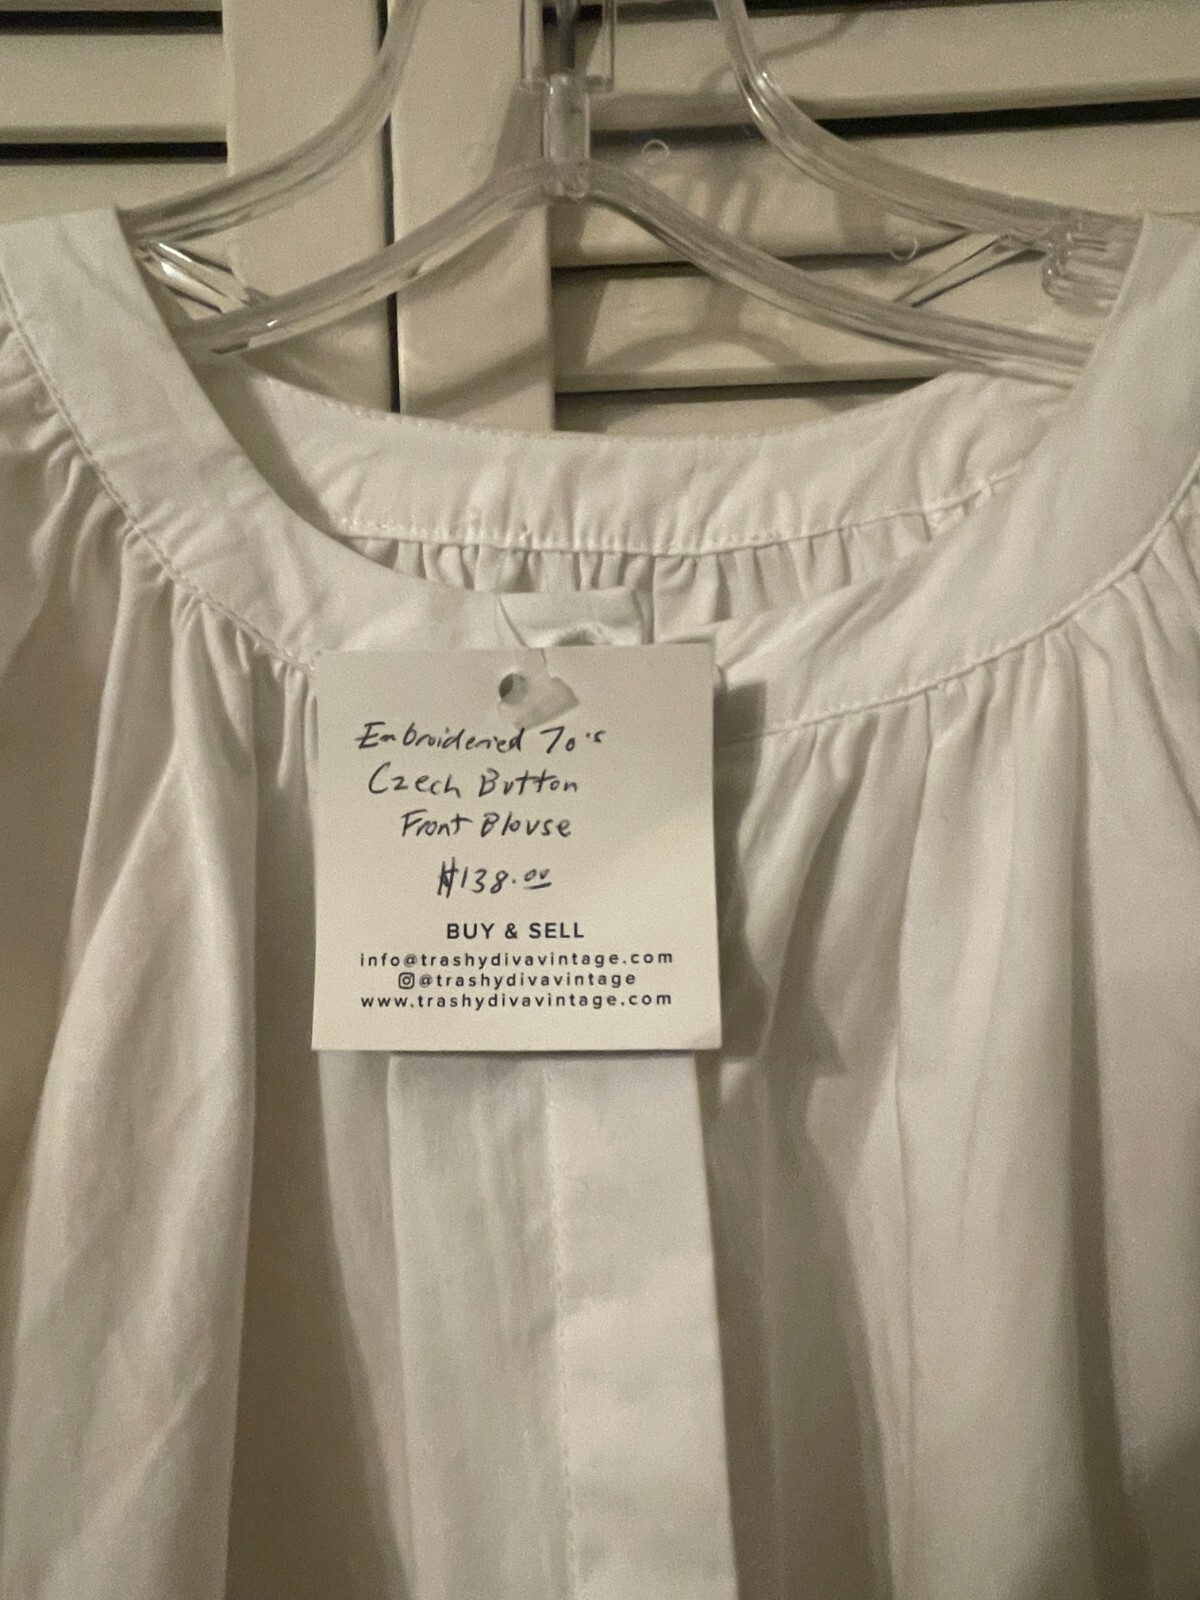 Embroidered 70's
Czech Button
Front Blouse
$138.00
BUY & SELL
info@trashydivavintage.com
@trashydivavintage
www.trashydivavintage.com